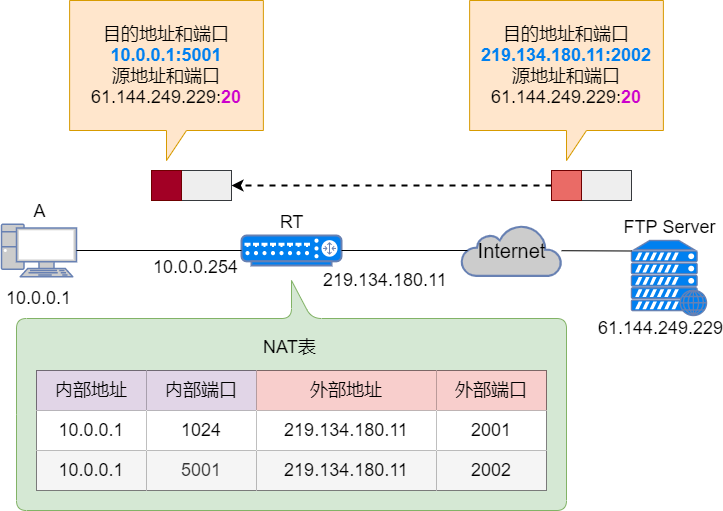 目的地址和端口
10.0.0.1:5001
源地址和端口
61.144.249.229:20
目的地址和端口
219.134.180.11:2002
源地址和端口
61.144.249.229:20
A
RT
Internet
FTP Server
10.0.0.1
10.0.0.254
219.134.180.11
61.144.249.229
NAT表
内部地址 内部端口 外部地址 外部端口
10.0.0.1 1024 219.134.180.11 2001
10.0.0.1 5001 219.134.180.11 2002